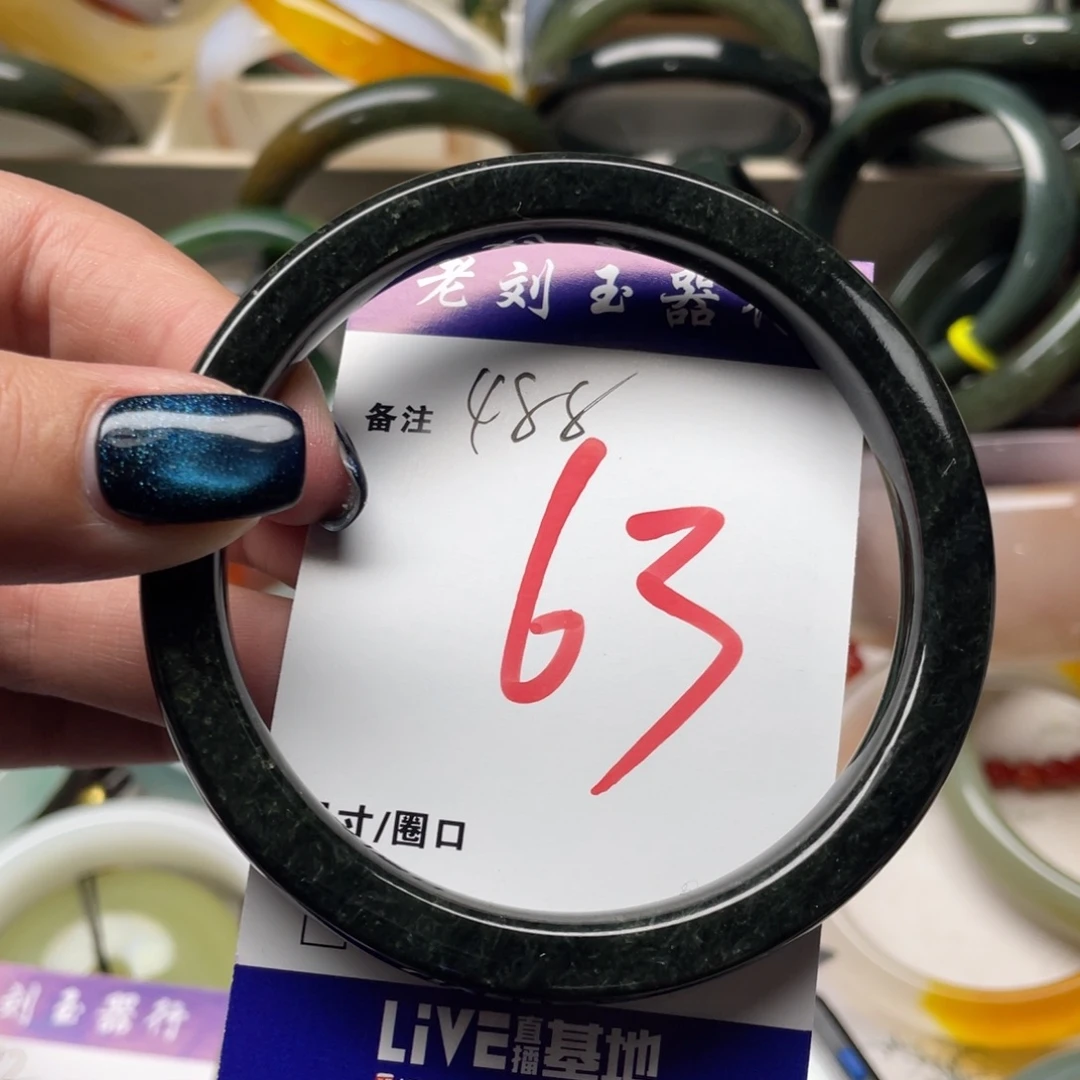 老刘玉器
备注 488
63
寸/圈口
LiVE直播基地
刘玉器行